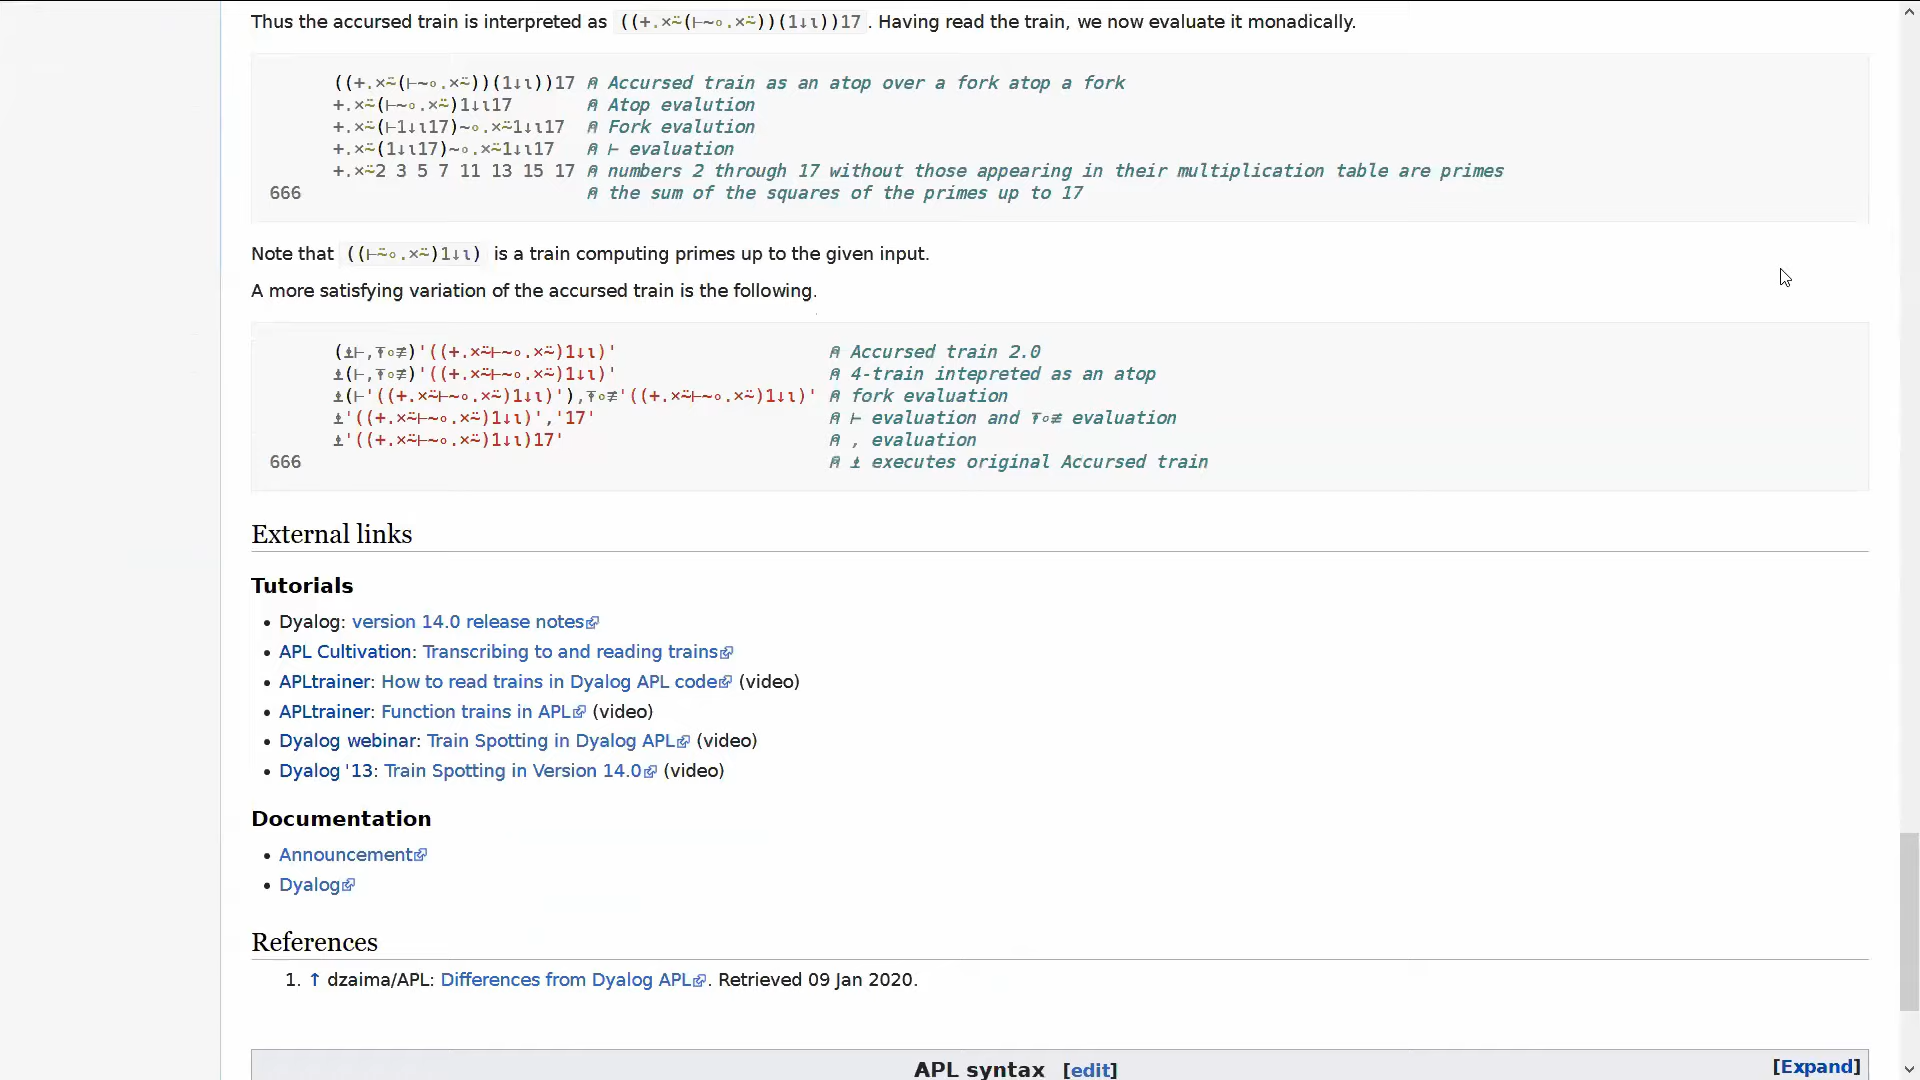 Thus the accursed train is interpreted as ((+.×⍨(⊢~∘.×⍨))(1↓⍳))17 . Having read the train, we now evaluate it monadically.
((+.×⍨(⊢~∘.×⍨))(1↓⍳))17 ⍝ Accursed train as an atop over a fork atop a fork
+.×⍨(⊢~∘.×⍨)1↓⍳17 ⍝ Atop evalution
+.×⍨(⊢1↓⍳17)~∘.×⍨1↓⍳17 ⍝ Fork evalution
+.×⍨(1↓⍳17)~∘.×⍨1↓⍳17 ⍝ ⊢ evaluation
+.×⍨2 3 5 7 11 13 15 17 ⍝ numbers 2 through 17 without those appearing in their multiplication table are primes
666 ⍝ the sum of the squares of the primes up to 17
Note that ((⊢⍨∘.×⍨)1↓⍳) is a train computing primes up to the given input.
A more satisfying variation of the accursed train is the following.
(⍎⊢,⍕∘≢)'((+.×⍨⊢~∘.×⍨)1↓⍳)' ⍝ Accursed train 2.0
⍎(⊢,⍕∘≢)'((+.×⍨⊢~∘.×⍨)1↓⍳)' ⍝ 4-train intepreted as an atop
⍎(⊢'((+.×⍨⊢~∘.×⍨)1↓⍳)'),⍕∘≢'((+.×⍨⊢~∘.×⍨)1↓⍳)' ⍝ fork evaluation
⍎'((+.×⍨⊢~∘.×⍨)1↓⍳)','17' ⍝ ⊢ evaluation and ⍕∘≢ evaluation
⍎'((+.×⍨⊢~∘.×⍨)1↓⍳)17' ⍝ , evaluation
666 ⍝ ⍎ executes original Accursed train
External links
Tutorials
• Dyalog: version 14.0 release notes
• APL Cultivation: Transcribing to and reading trains
• APLtrainer: How to read trains in Dyalog APL code (video)
• APLtrainer: Function trains in APL (video)
• Dyalog webinar: Train Spotting in Dyalog APL (video)
• Dyalog '13: Train Spotting in Version 14.0 (video)
Documentation
• Announcement
• Dyalog
References
1. ↑ dzaima/APL: Differences from Dyalog APL. Retrieved 09 Jan 2020.
APL syntax [edit] [Expand]